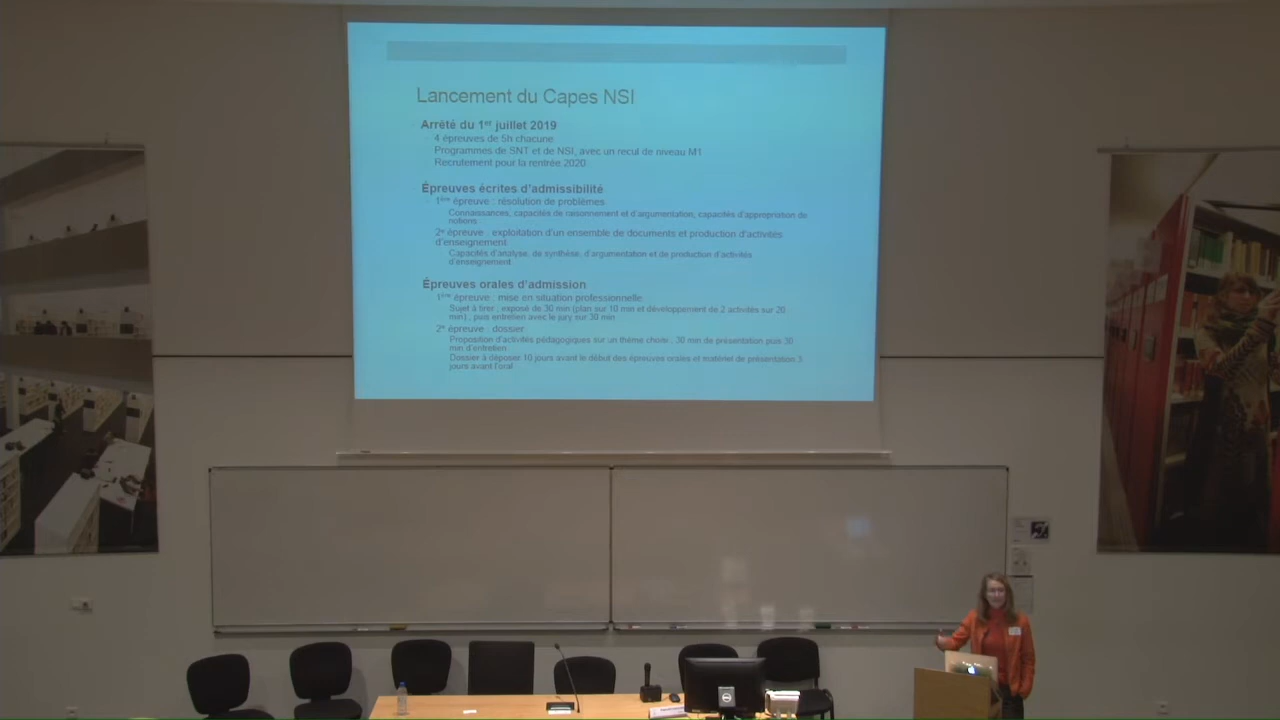 Lancement du Capes NSI
Arrêté du 1er juillet 2019
4 épreuves de 5h chacune
Programmes de SNT et de NSI, avec un recul de niveau M1
Recrutement pour la rentrée 2020
Épreuves écrites d'admissibilité
1ère épreuve : résolution de problèmes
Connaissances, capacités de raisonnement et d'argumentation, capacités d'appropriation de
notions
2e épreuve : exploitation d'un ensemble de documents et production d'activités
d'enseignement
Capacités d'analyse, de synthèse, d'argumentation et de production d'activités
d'enseignement
Épreuves orales d'admission
1ère épreuve : mise en situation professionnelle
Sujet à tirer ; exposé de 30 min (plan sur 10 min et développement de 2 activités sur 20
min) ; puis entretien avec le jury sur 30 min
2e épreuve : dossier
Proposition d'activités pédagogiques sur un thème choisi ; 30 min de présentation puis 30
min d'entretien
Dossier à déposer 10 jours avant le début des épreuves orales et matériel de présentation 3
jours avant l'oral
DELL